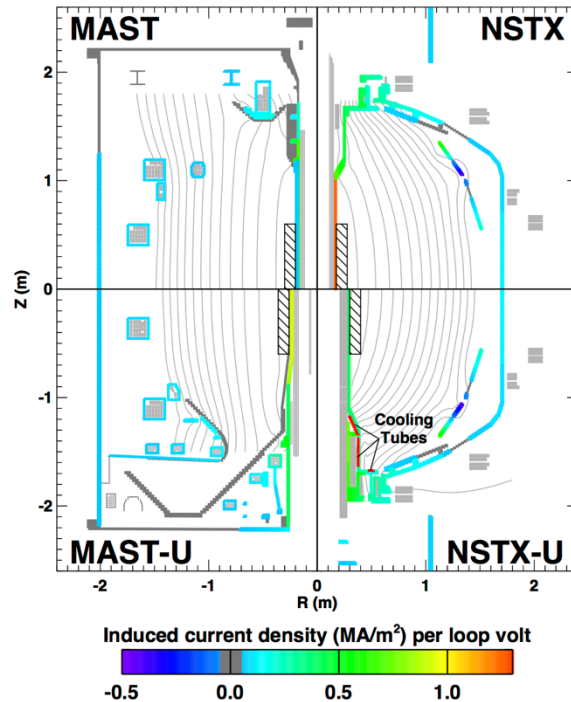 MAST
NSTX
2
1
0
-1
-2
Z (m)
Cooling
Tubes
MAST-U
NSTX-U
-2
-1
0
1
2
R (m)
Induced current density (MA/m²) per loop volt
-0.5
0.0
0.5
1.0